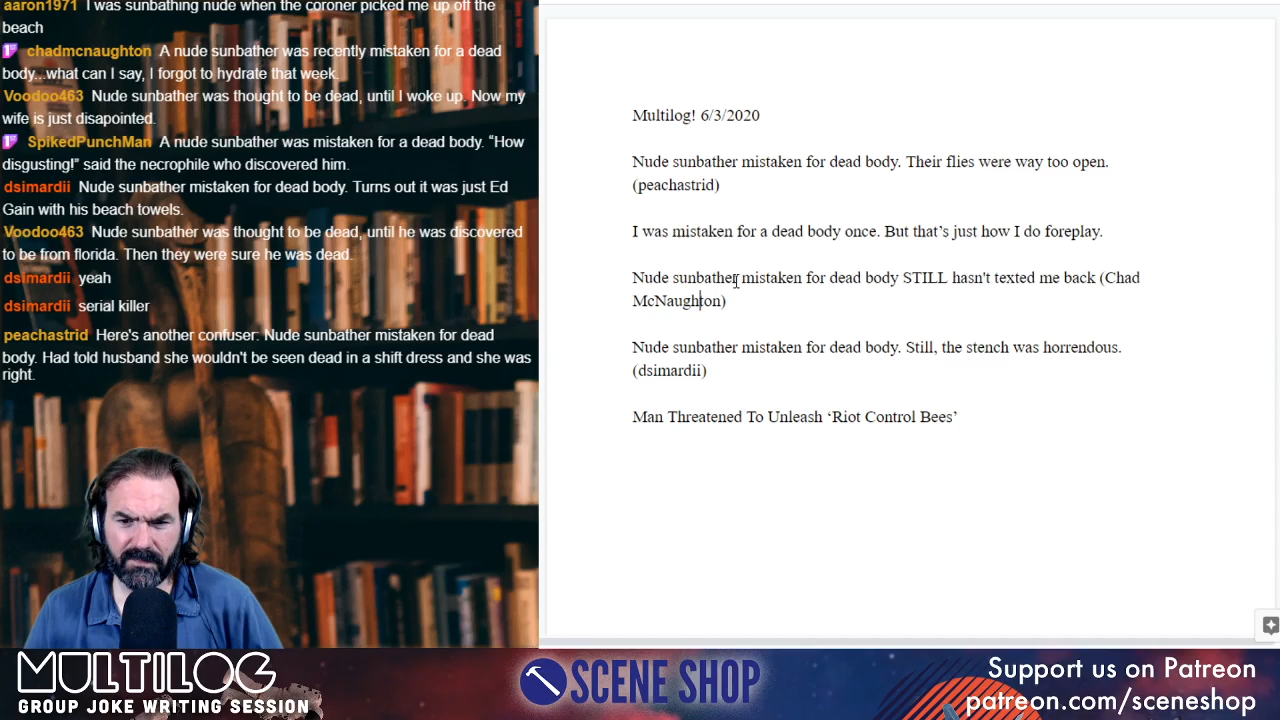 aaron1971 I was sunbathing nude when the coroner picked me up off the
beach
chadmcnaughton A nude sunbather was recently mistaken for a dead
body...what can I say, I forgot to hydrate that week.
Voodoo463 Nude sunbather was thought to be dead, until I woke up. Now my
wife is just disapointed.
SpikedPunchMan A nude sunbather was mistaken for a dead body. “How
disgusting!” said the necrophile who discovered him.
dsimardii Nude sunbather mistaken for dead body. Turns out it was just Ed
Gain with his beach towels.
Voodoo463 Nude sunbather was thought to be dead, until he was discovered
to be from florida. Then they were sure he was dead.
dsimardii yeah
dsimardii serial killer
peachastrid Here's another confuser: Nude sunbather mistaken for dead
body. Had told husband she wouldn't be seen dead in a shift dress and she was
right.
Multilog! 6/3/2020
Nude sunbather mistaken for dead body. Their flies were way too open.
(peachastrid)
I was mistaken for a dead body once. But that’s just how I do foreplay.
Nude sunbather mistaken for dead body STILL hasn't texted me back (Chad
McNaughton)
Nude sunbather mistaken for dead body. Still, the stench was horrendous.
(dsimardii)
Man Threatened To Unleash ‘Riot Control Bees’
MULTILOG
GROUP JOKE WRITING SESSION
SCENE SHOP
Support us on Patreon
patreon.com/sceneshop